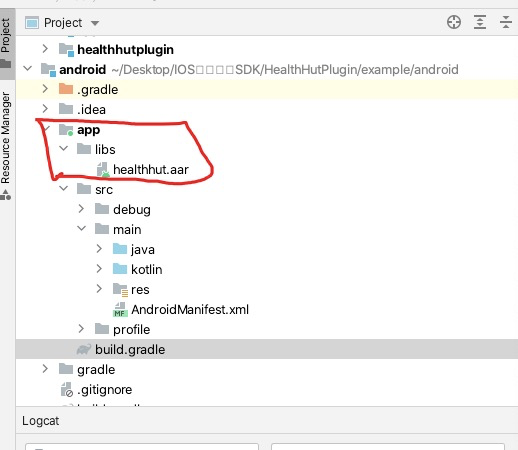 Project
Project
healthhutplugin
android ~/Desktop/IOS□□□□SDK/HealthHutPlugin/example/android
.gradle
.idea
app
libs
healthhut.aar
src
debug
main
java
kotlin
res
MF AndroidManifest.xml
profile
build.gradle
gradle
.gitignore
Resource Manager
Logcat